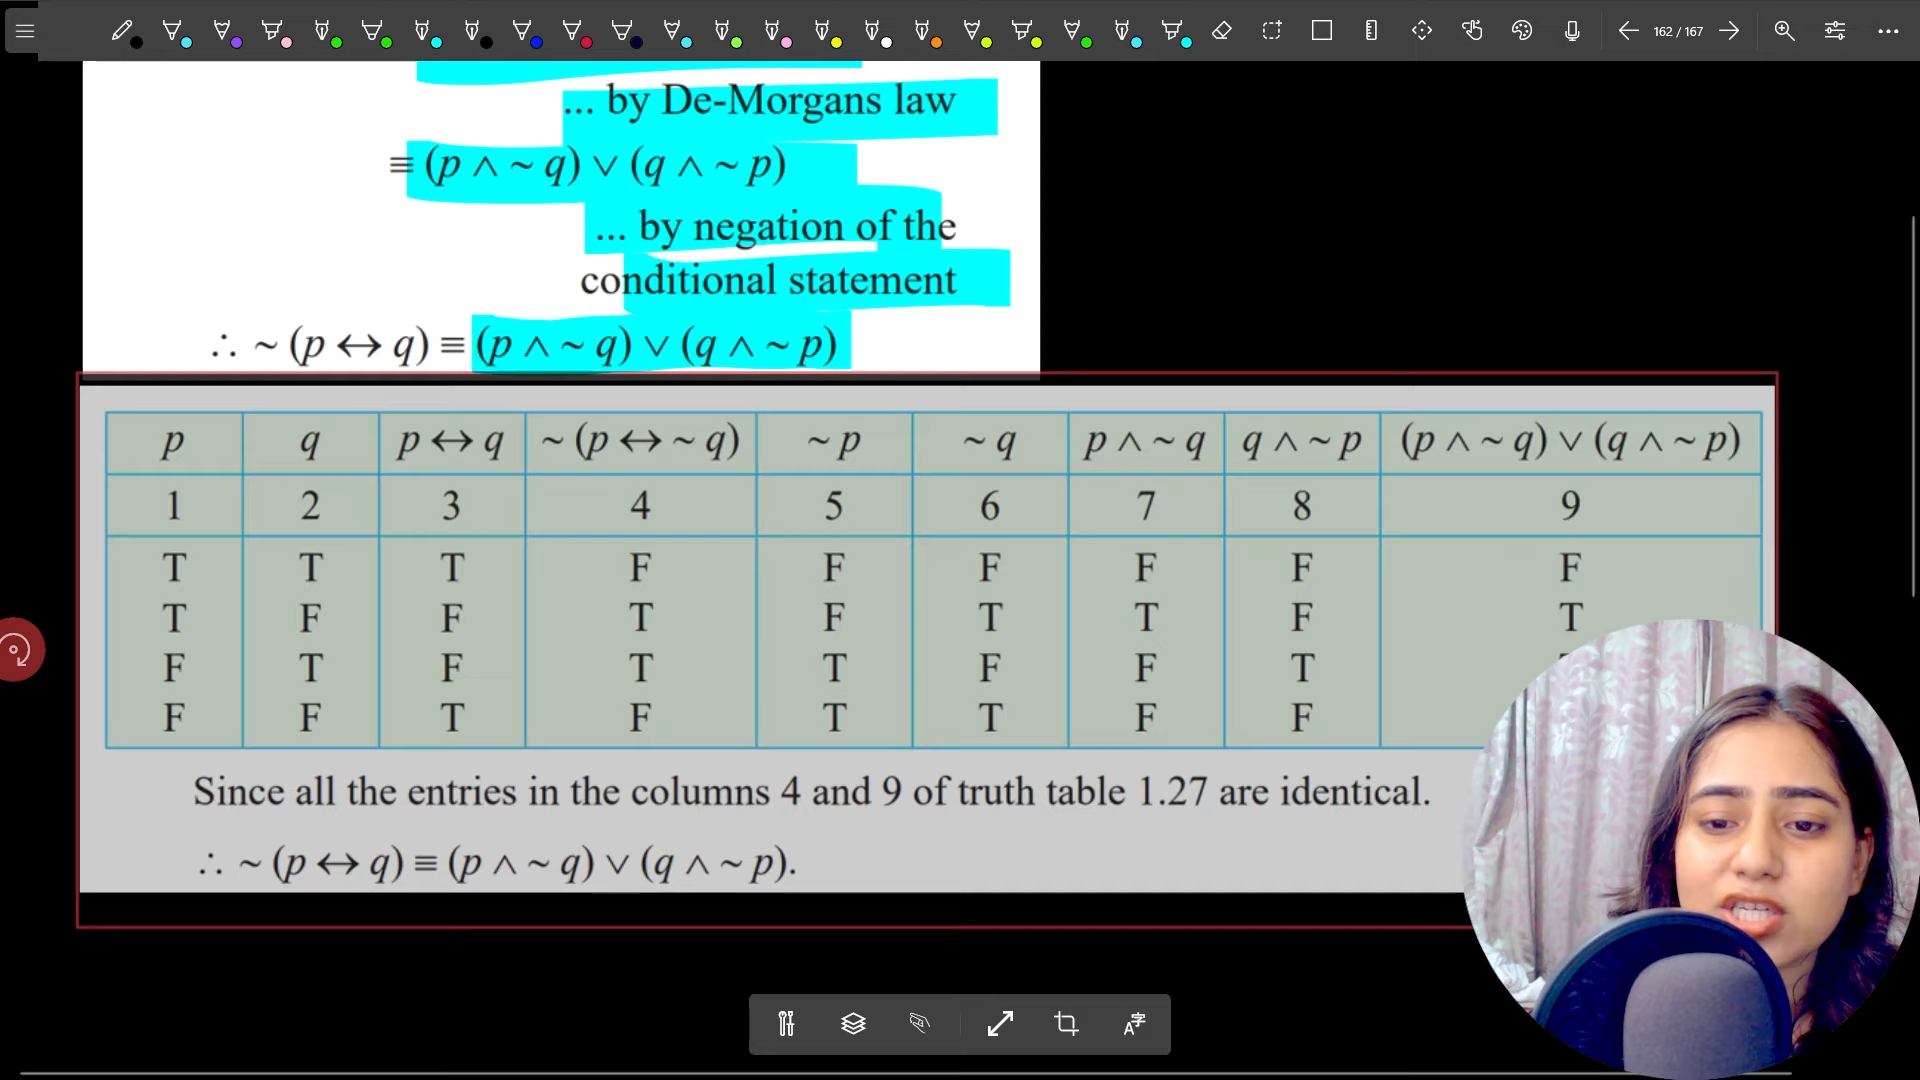 162 / 167
... by De-Morgans law
≡ (p ∧ ~ q) ∨ (q ∧ ~ p)
... by negation of the
conditional statement
∴ ~ (p ↔ q) ≡ (p ∧ ~ q) ∨ (q ∧ ~ p)
p q p ↔ q ~ (p ↔ ~ q) ~ p ~ q p ∧ ~ q q ∧ ~ p (p ∧ ~ q) ∨ (q ∧ ~ p)
1 2 3 4 5 6 7 8 9
T T T F F F F F F
T F F T F T T F T
F T F T T F F T
F F T F T T F F
Since all the entries in the columns 4 and 9 of truth table 1.27 are identical.
∴ ~ (p ↔ q) ≡ (p ∧ ~ q) ∨ (q ∧ ~ p).